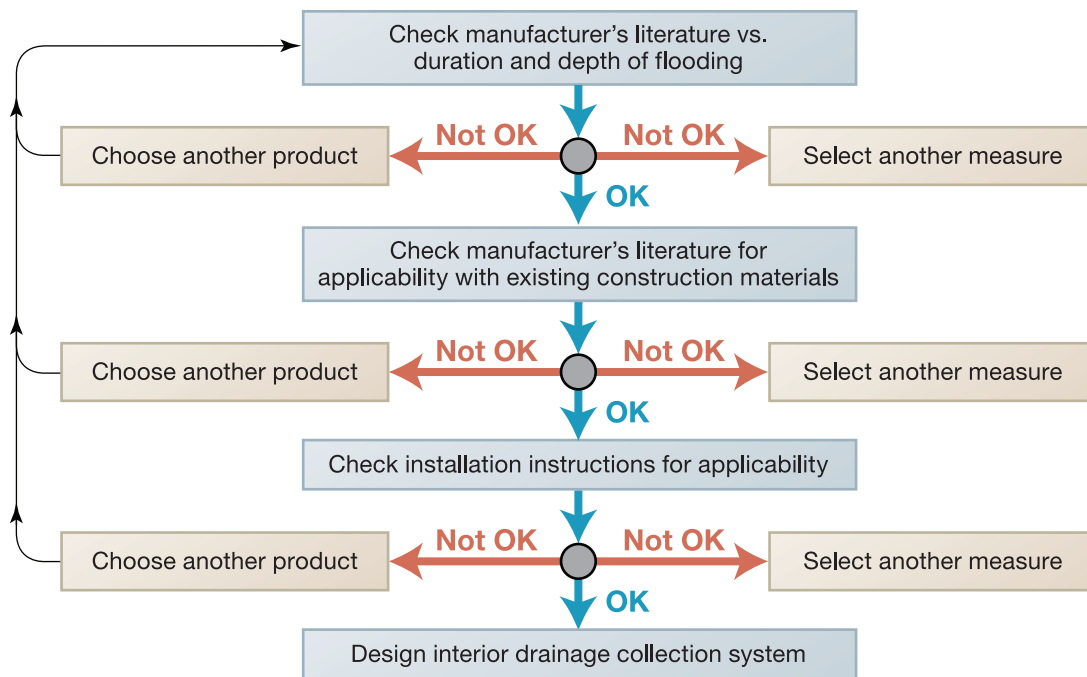 Check manufacturer’s literature vs.
duration and depth of flooding
Not OK
Not OK
Choose another product
Select another measure
OK
Check manufacturer’s literature for
applicability with existing construction materials
Not OK
Not OK
Choose another product
Select another measure
OK
Check installation instructions for applicability
Not OK
Not OK
Choose another product
Select another measure
OK
Design interior drainage collection system